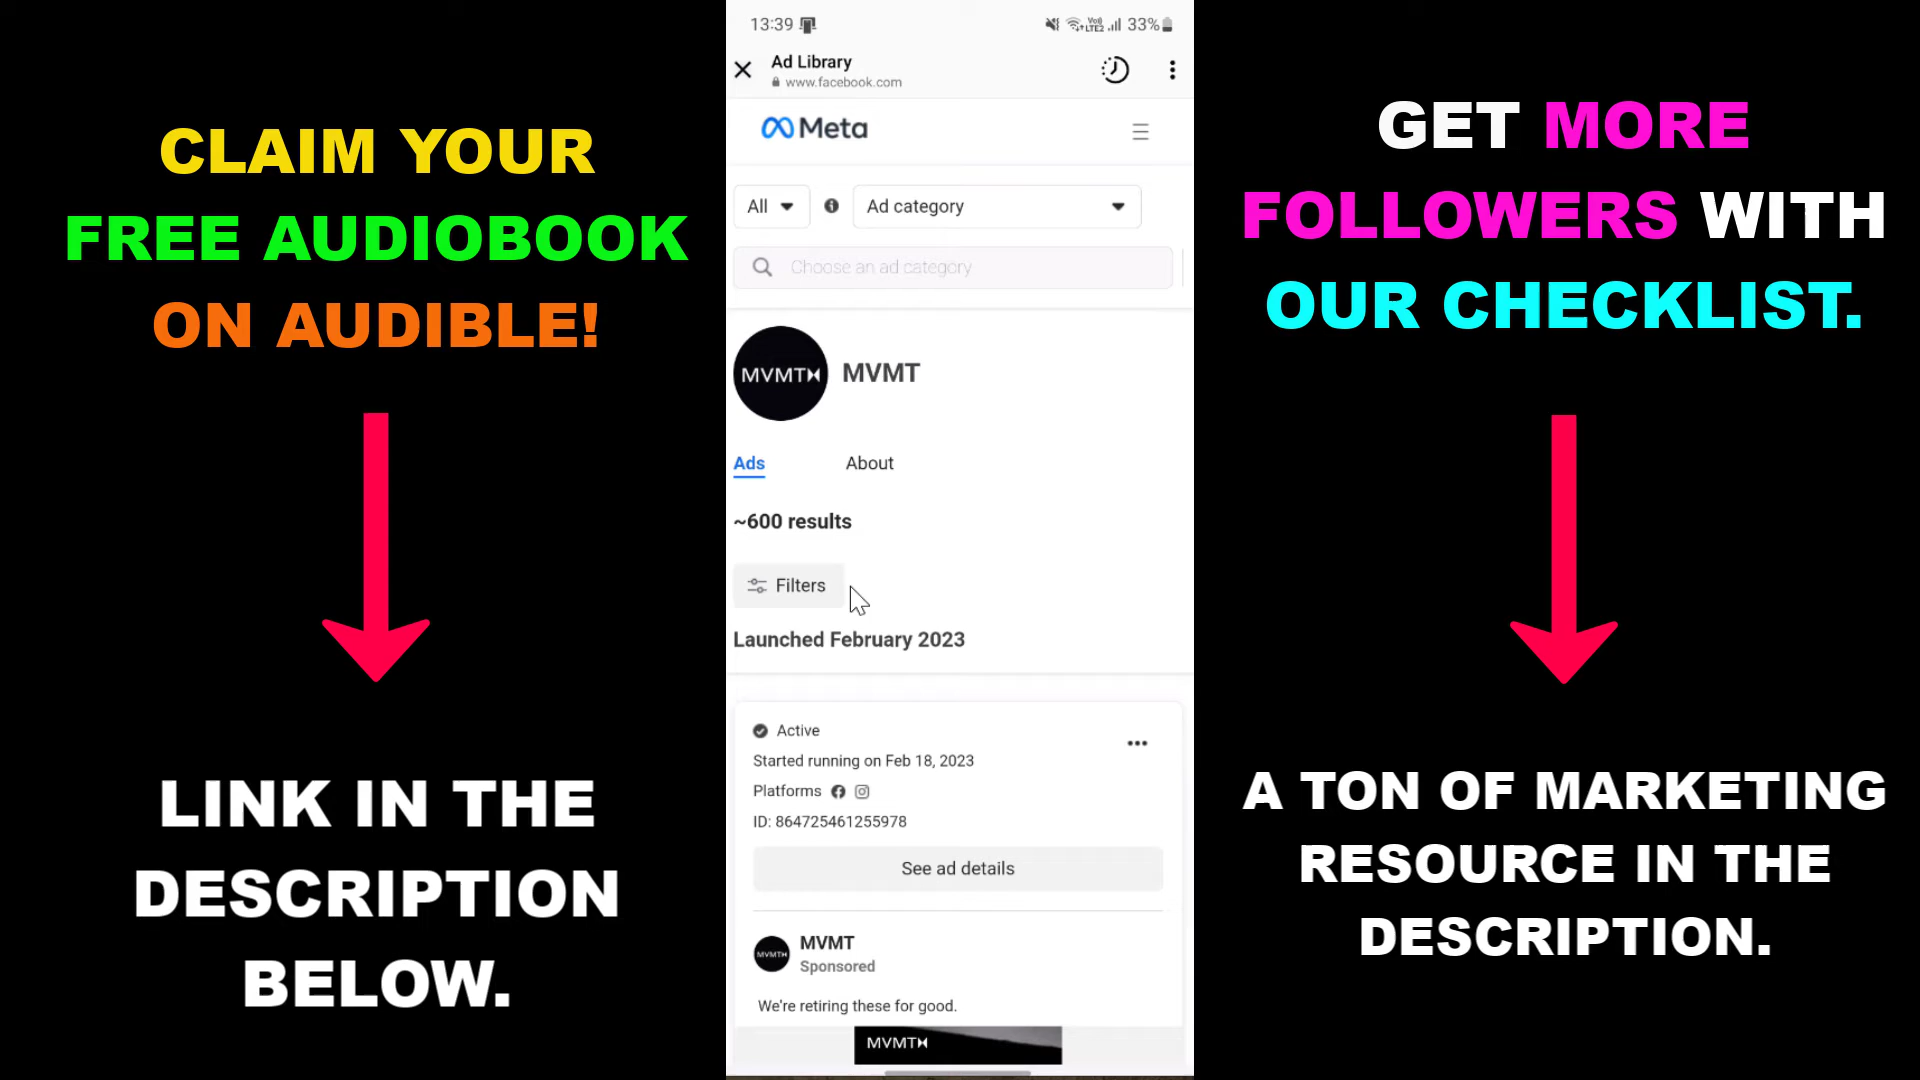 CLAIM YOUR
FREE AUDIOBOOK
ON AUDIBLE!
LINK IN THE
DESCRIPTION
BELOW.
13:39
Vo) LTE2 33%
Ad Library
www.facebook.com
Meta
All
Ad category
Choose an ad category
MVMT
MVMT
Ads About
~600 results
Filters
Launched February 2023
Active
Started running on Feb 18, 2023
Platforms
ID: 864725461255978
See ad details
MVMT
MVMT
Sponsored
We're retiring these for good.
MVMT
GET MORE
FOLLOWERS WITH
OUR CHECKLIST.
A TON OF MARKETING
RESOURCE IN THE
DESCRIPTION.